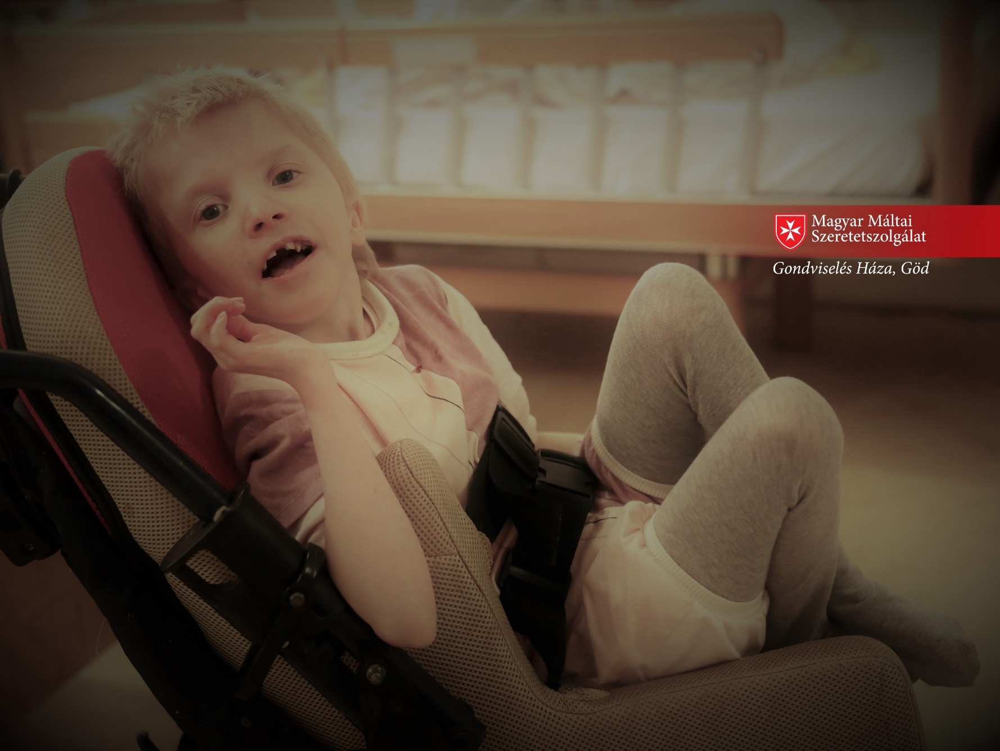 Magyar Máltai
Szeretetszolgálat
Gondviselés Háza, Göd